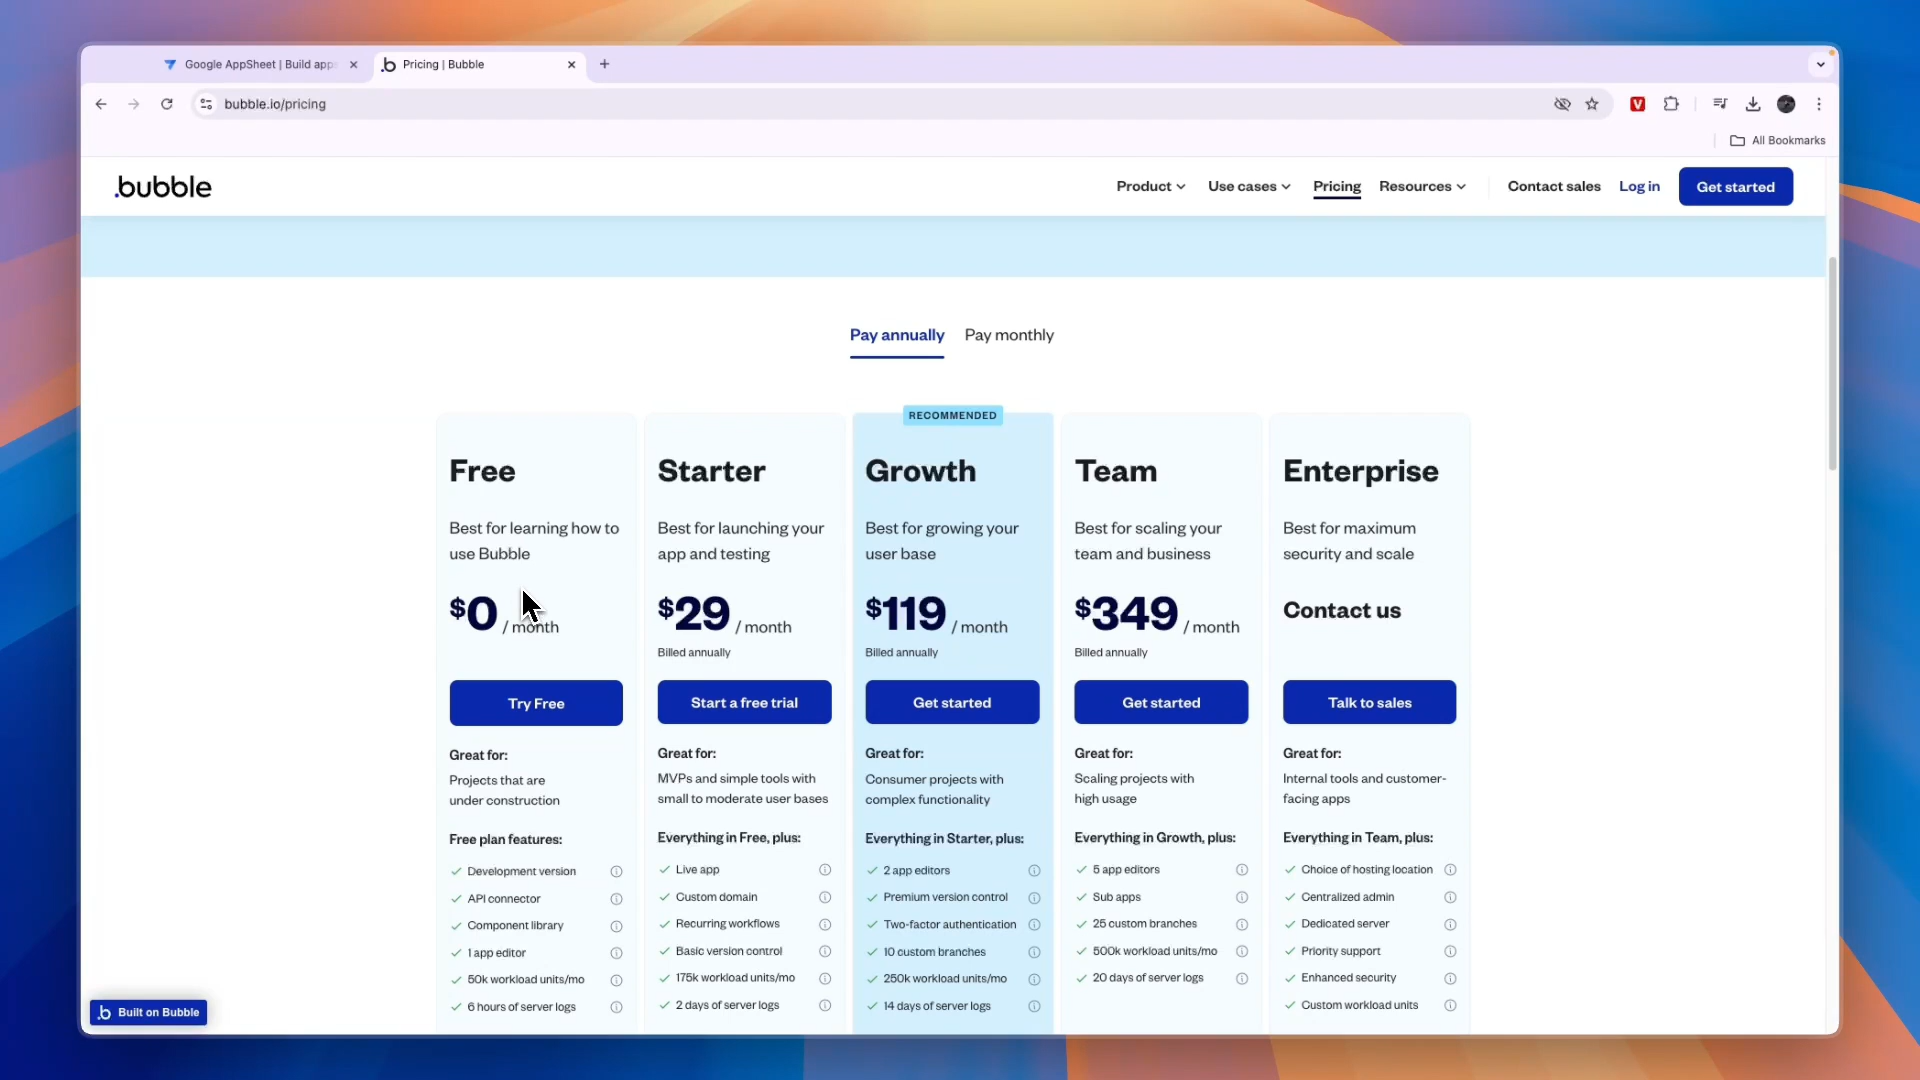 Google AppSheet | Build apps
Pricing | Bubble
bubble.io/pricing
All Bookmarks
.bubble
Product
Use cases
Pricing
Resources
Contact sales
Log in
Get started
Pay annually
Pay monthly
Free
Best for learning how to
use Bubble
$0 / month
Try Free
Great for:
Projects that are
under construction
Free plan features:
Development version
API connector
Component library
1 app editor
50k workload units/mo
6 hours of server logs
Starter
Best for launching your
app and testing
$29 / month
Billed annually
Start a free trial
Great for:
MVPs and simple tools with
small to moderate user bases
Everything in Free, plus:
Live app
Custom domain
Recurring workflows
Basic version control
175k workload units/mo
2 days of server logs
RECOMMENDED
Growth
Best for growing your
user base
$119 / month
Billed annually
Get started
Great for:
Consumer projects with
complex functionality
Everything in Starter, plus:
2 app editors
Premium version control
Two-factor authentication
10 custom branches
250k workload units/mo
14 days of server logs
Team
Best for scaling your
team and business
$349 / month
Billed annually
Get started
Great for:
Scaling projects with
high usage
Everything in Growth, plus:
5 app editors
Sub apps
25 custom branches
500k workload units/mo
20 days of server logs
Enterprise
Best for maximum
security and scale
Contact us
Talk to sales
Great for:
Internal tools and customer-
facing apps
Everything in Team, plus:
Choice of hosting location
Centralized admin
Dedicated server
Priority support
Enhanced security
Custom workload units
Built on Bubble